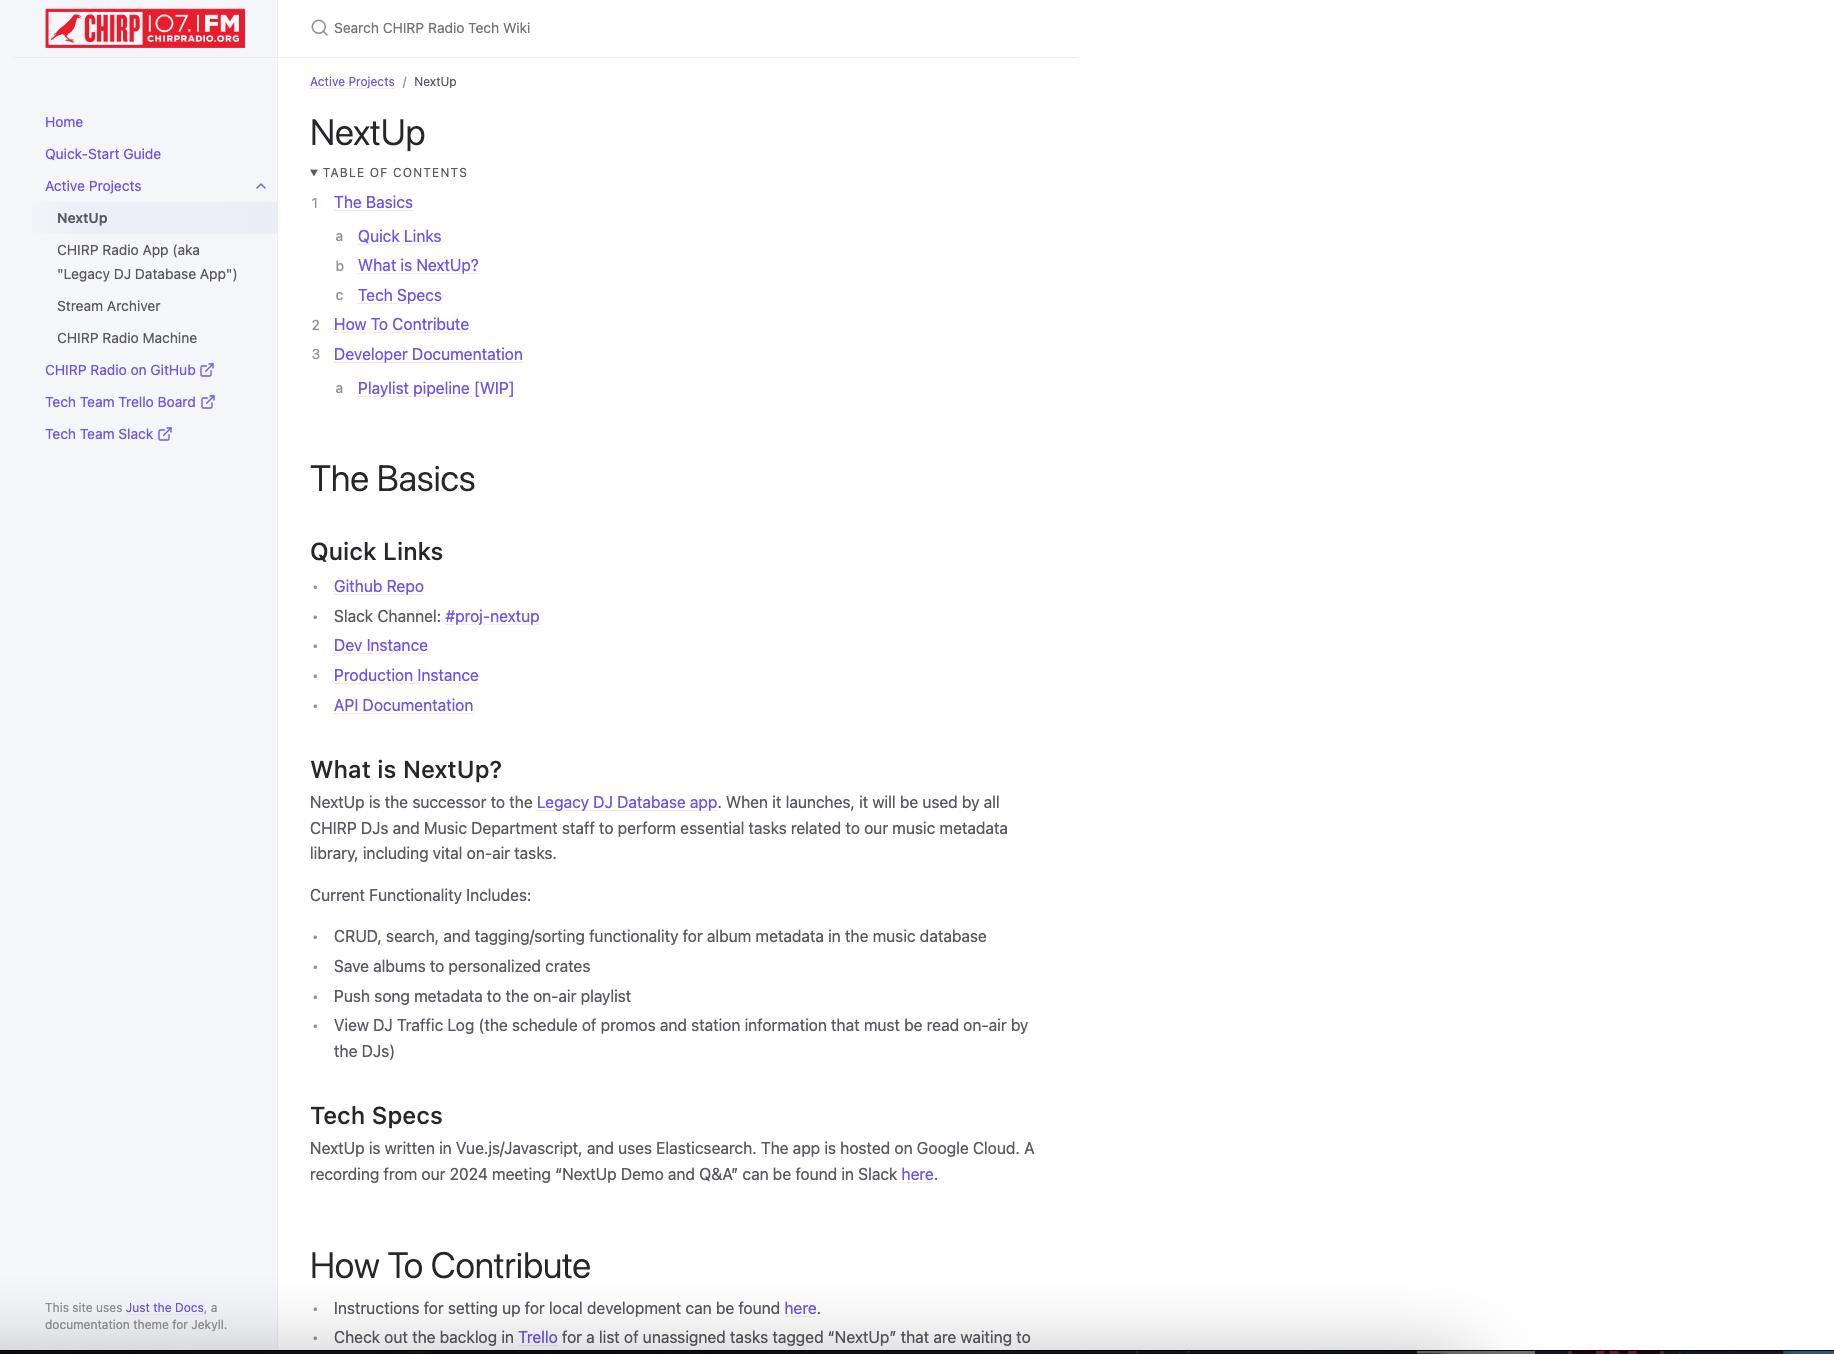 CHIRP 107.1FM
CHIRPRADIO.ORG
Search CHIRP Radio Tech Wiki
Home
Quick-Start Guide
Active Projects
NextUp
CHIRP Radio App (aka
"Legacy DJ Database App")
Stream Archiver
CHIRP Radio Machine
CHIRP Radio on GitHub
Tech Team Trello Board
Tech Team Slack
This site uses Just the Docs, a
documentation theme for Jekyll.
Active Projects / NextUp
NextUp
▾ TABLE OF CONTENTS
1 The Basics
a Quick Links
b What is NextUp?
c Tech Specs
2 How To Contribute
3 Developer Documentation
a Playlist pipeline [WIP]
The Basics
Quick Links
• Github Repo
• Slack Channel: #proj-nextup
• Dev Instance
• Production Instance
• API Documentation
What is NextUp?
NextUp is the successor to the Legacy DJ Database app. When it launches, it will be used by all
CHIRP DJs and Music Department staff to perform essential tasks related to our music metadata
library, including vital on-air tasks.
Current Functionality Includes:
• CRUD, search, and tagging/sorting functionality for album metadata in the music database
• Save albums to personalized crates
• Push song metadata to the on-air playlist
• View DJ Traffic Log (the schedule of promos and station information that must be read on-air by
the DJs)
Tech Specs
NextUp is written in Vue.js/Javascript, and uses Elasticsearch. The app is hosted on Google Cloud. A
recording from our 2024 meeting “NextUp Demo and Q&A” can be found in Slack here.
How To Contribute
• Instructions for setting up for local development can be found here.
• Check out the backlog in Trello for a list of unassigned tasks tagged “NextUp” that are waiting to